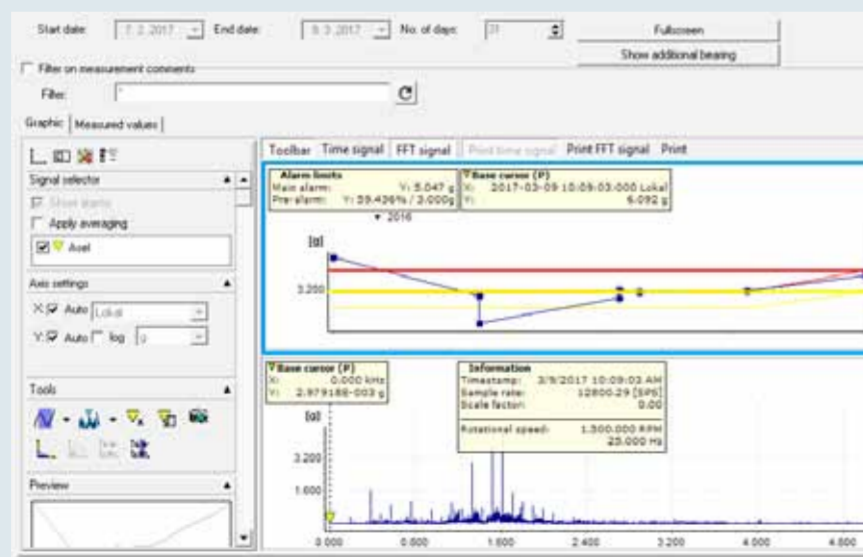 Start date: 7. 2.2017 End date: 9. 3.2017 No. of days: 31 Fullscreen
Show additional bearing
Filter on measurement comments
Filter: *
Graphic Measured values
Toolbar Time signal FFT signal Print time signal Print FFT signal Print
Signal selector
Show alarms
Apply averaging
Asel
Axis settings
X: Auto Lokal
Y: Auto log g
Tools
Preview
Alarm limits
Main alarm: Y: 5.047 g
Pre-alarm: Y: 59.436% / 3.000g
Base cursor (P)
X: 2017-03-09 10:09:03:000 Lokal
Y: 6.092 g
2016
[g]
3.200
Base cursor (P)
X: 0.000 kHz
Y: 2.97918E-003 g
Information
Timestamp: 3/9/2017 10:09:03 AM
Sample rate: 12800.29 [SPS]
Scale factor: 0.00
Rotational speed: 1,500.000 RPM
25.000 Hz
[g]
3.200
1.600
0.000 0.800 1.600 2.400 3.200 4.000 4.800